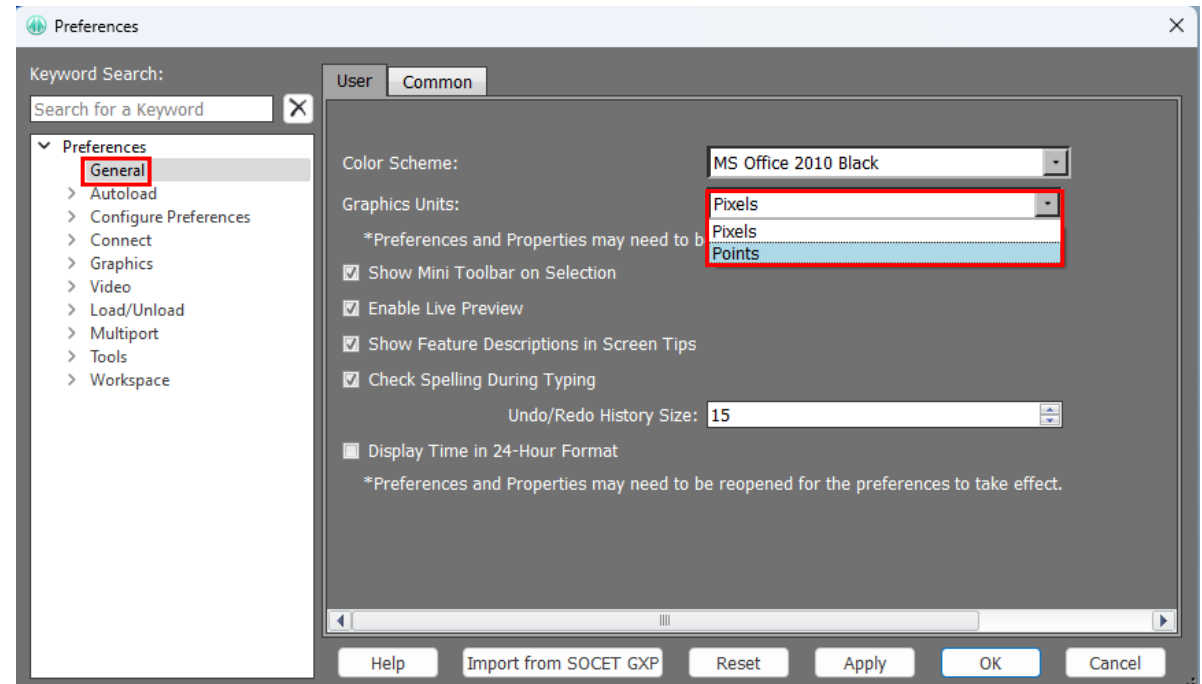 Preferences
Keyword Search:
Search for a Keyword
Preferences
General
Autoload
Configure Preferences
Connect
Graphics
Video
Load/Unload
Multiport
Tools
Workspace
User
Common
Color Scheme:
MS Office 2010 Black
Graphics Units:
Pixels
Pixels
Points
*Preferences and Properties may need to b
Show Mini Toolbar on Selection
Enable Live Preview
Show Feature Descriptions in Screen Tips
Check Spelling During Typing
Undo/Redo History Size:
15
Display Time in 24-Hour Format
*Preferences and Properties may need to be reopened for the preferences to take effect.
Help
Import from SOCET GXP
Reset
Apply
OK
Cancel